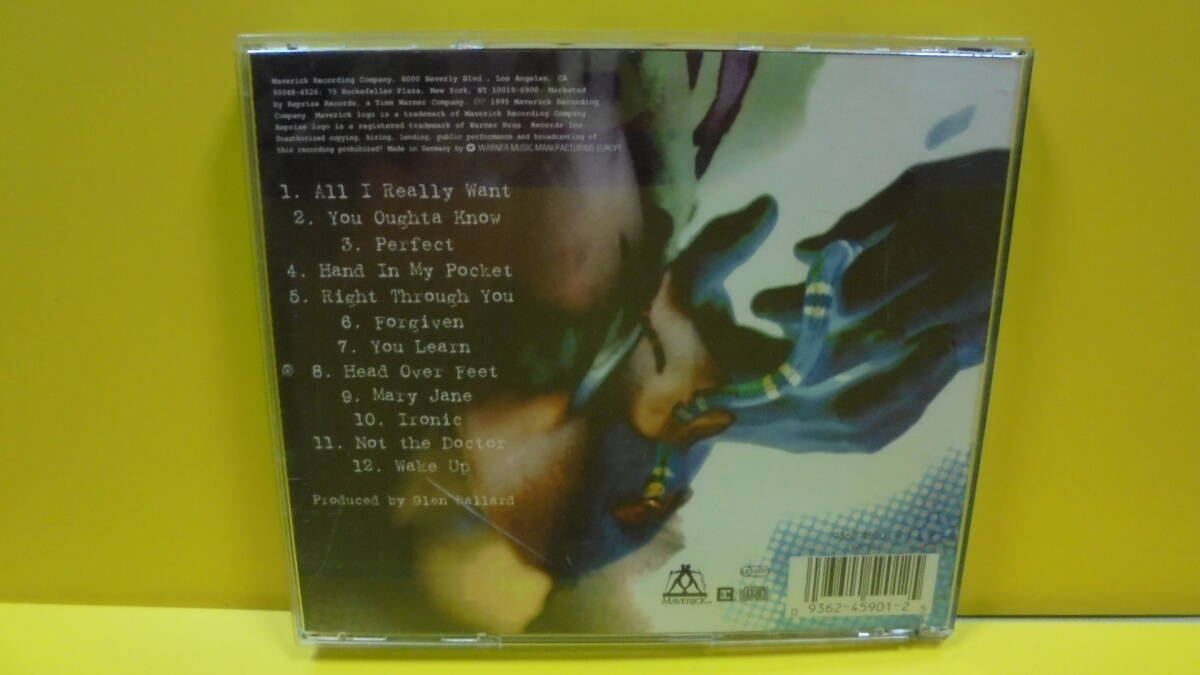 Maverick Recording Company, 8000 Beverly Blvd., Los Angeles, CA
90048-4526; 75 Rockefeller Plaza, New York, NY 10019-6908. Marketed
by Reprise Records, a Time Warner Company. ©℗ 1995 Maverick Recording
Company. Maverick logo is a trademark of Maverick Recording Company.
Reprise logo is a registered trademark of Warner Bros. Records Inc.
Unauthorized copying, hiring, lending, public performance and broadcasting of
this recording prohibited! Made in Germany by WARNER MUSIC MANUFACTURING EUROPE
1. All I Really Want
2. You Oughta Know
3. Perfect
4. Hand In My Pocket
5. Right Through You
6. Forgiven
7. You Learn
8. Head Over Feet
9. Mary Jane
10. Ironic
11. Not the Doctor
12. Wake Up
Produced by Glen Ballard
9362-45901-2
MAVERICK
0 9362-45901-2 5